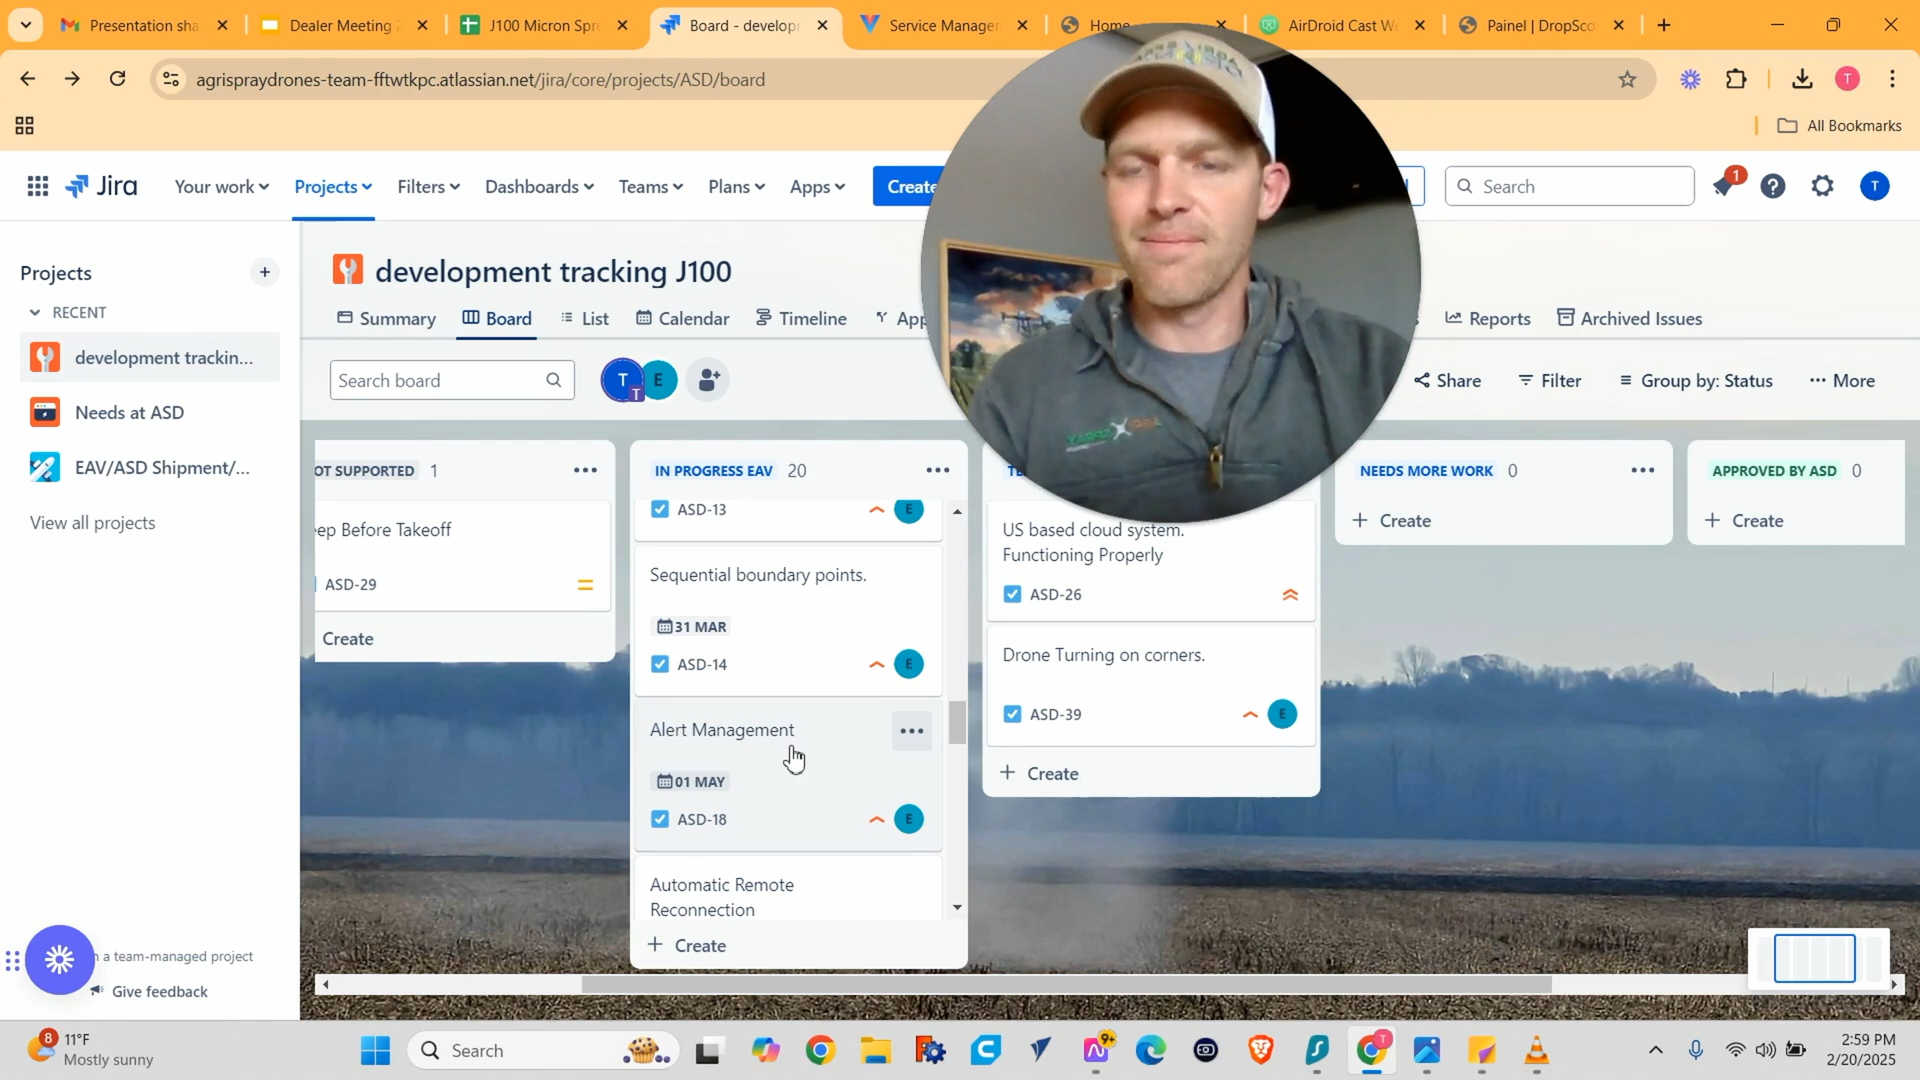 Presentation sha
Dealer Meeting 2
J100 Micron Spr
Board - develop
Service Manage
Home
AirDroid Cast We
Painel | DropSco
agrispraydrones-team-fftwtkpc.atlassian.net/jira/core/projects/ASD/board
T
All Bookmarks
Jira
Your work
Projects
Filters
Dashboards
Teams
Plans
Apps
Create
Search
1
T
Projects
RECENT
development trackin...
Needs at ASD
EAV/ASD Shipment/...
View all projects
development tracking J100
Summary
Board
List
Calendar
Timeline
App
Reports
Archived Issues
Search board
T
T
E
Share
Filter
Group by: Status
More
OT SUPPORTED 1
eep Before Takeoff
ASD-29
Create
IN PROGRESS EAV 20
ASD-13
E
Sequential boundary points.
31 MAR
ASD-14
E
Alert Management
01 MAY
ASD-18
E
Automatic Remote
Reconnection
Create
US based cloud system.
Functioning Properly
ASD-26
Drone Turning on corners.
ASD-39
E
Create
NEEDS MORE WORK 0
Create
APPROVED BY ASD 0
Create
n a team-managed project
Give feedback
8
11°F
Mostly sunny
Search
9+
T
2:59 PM
2/20/2025